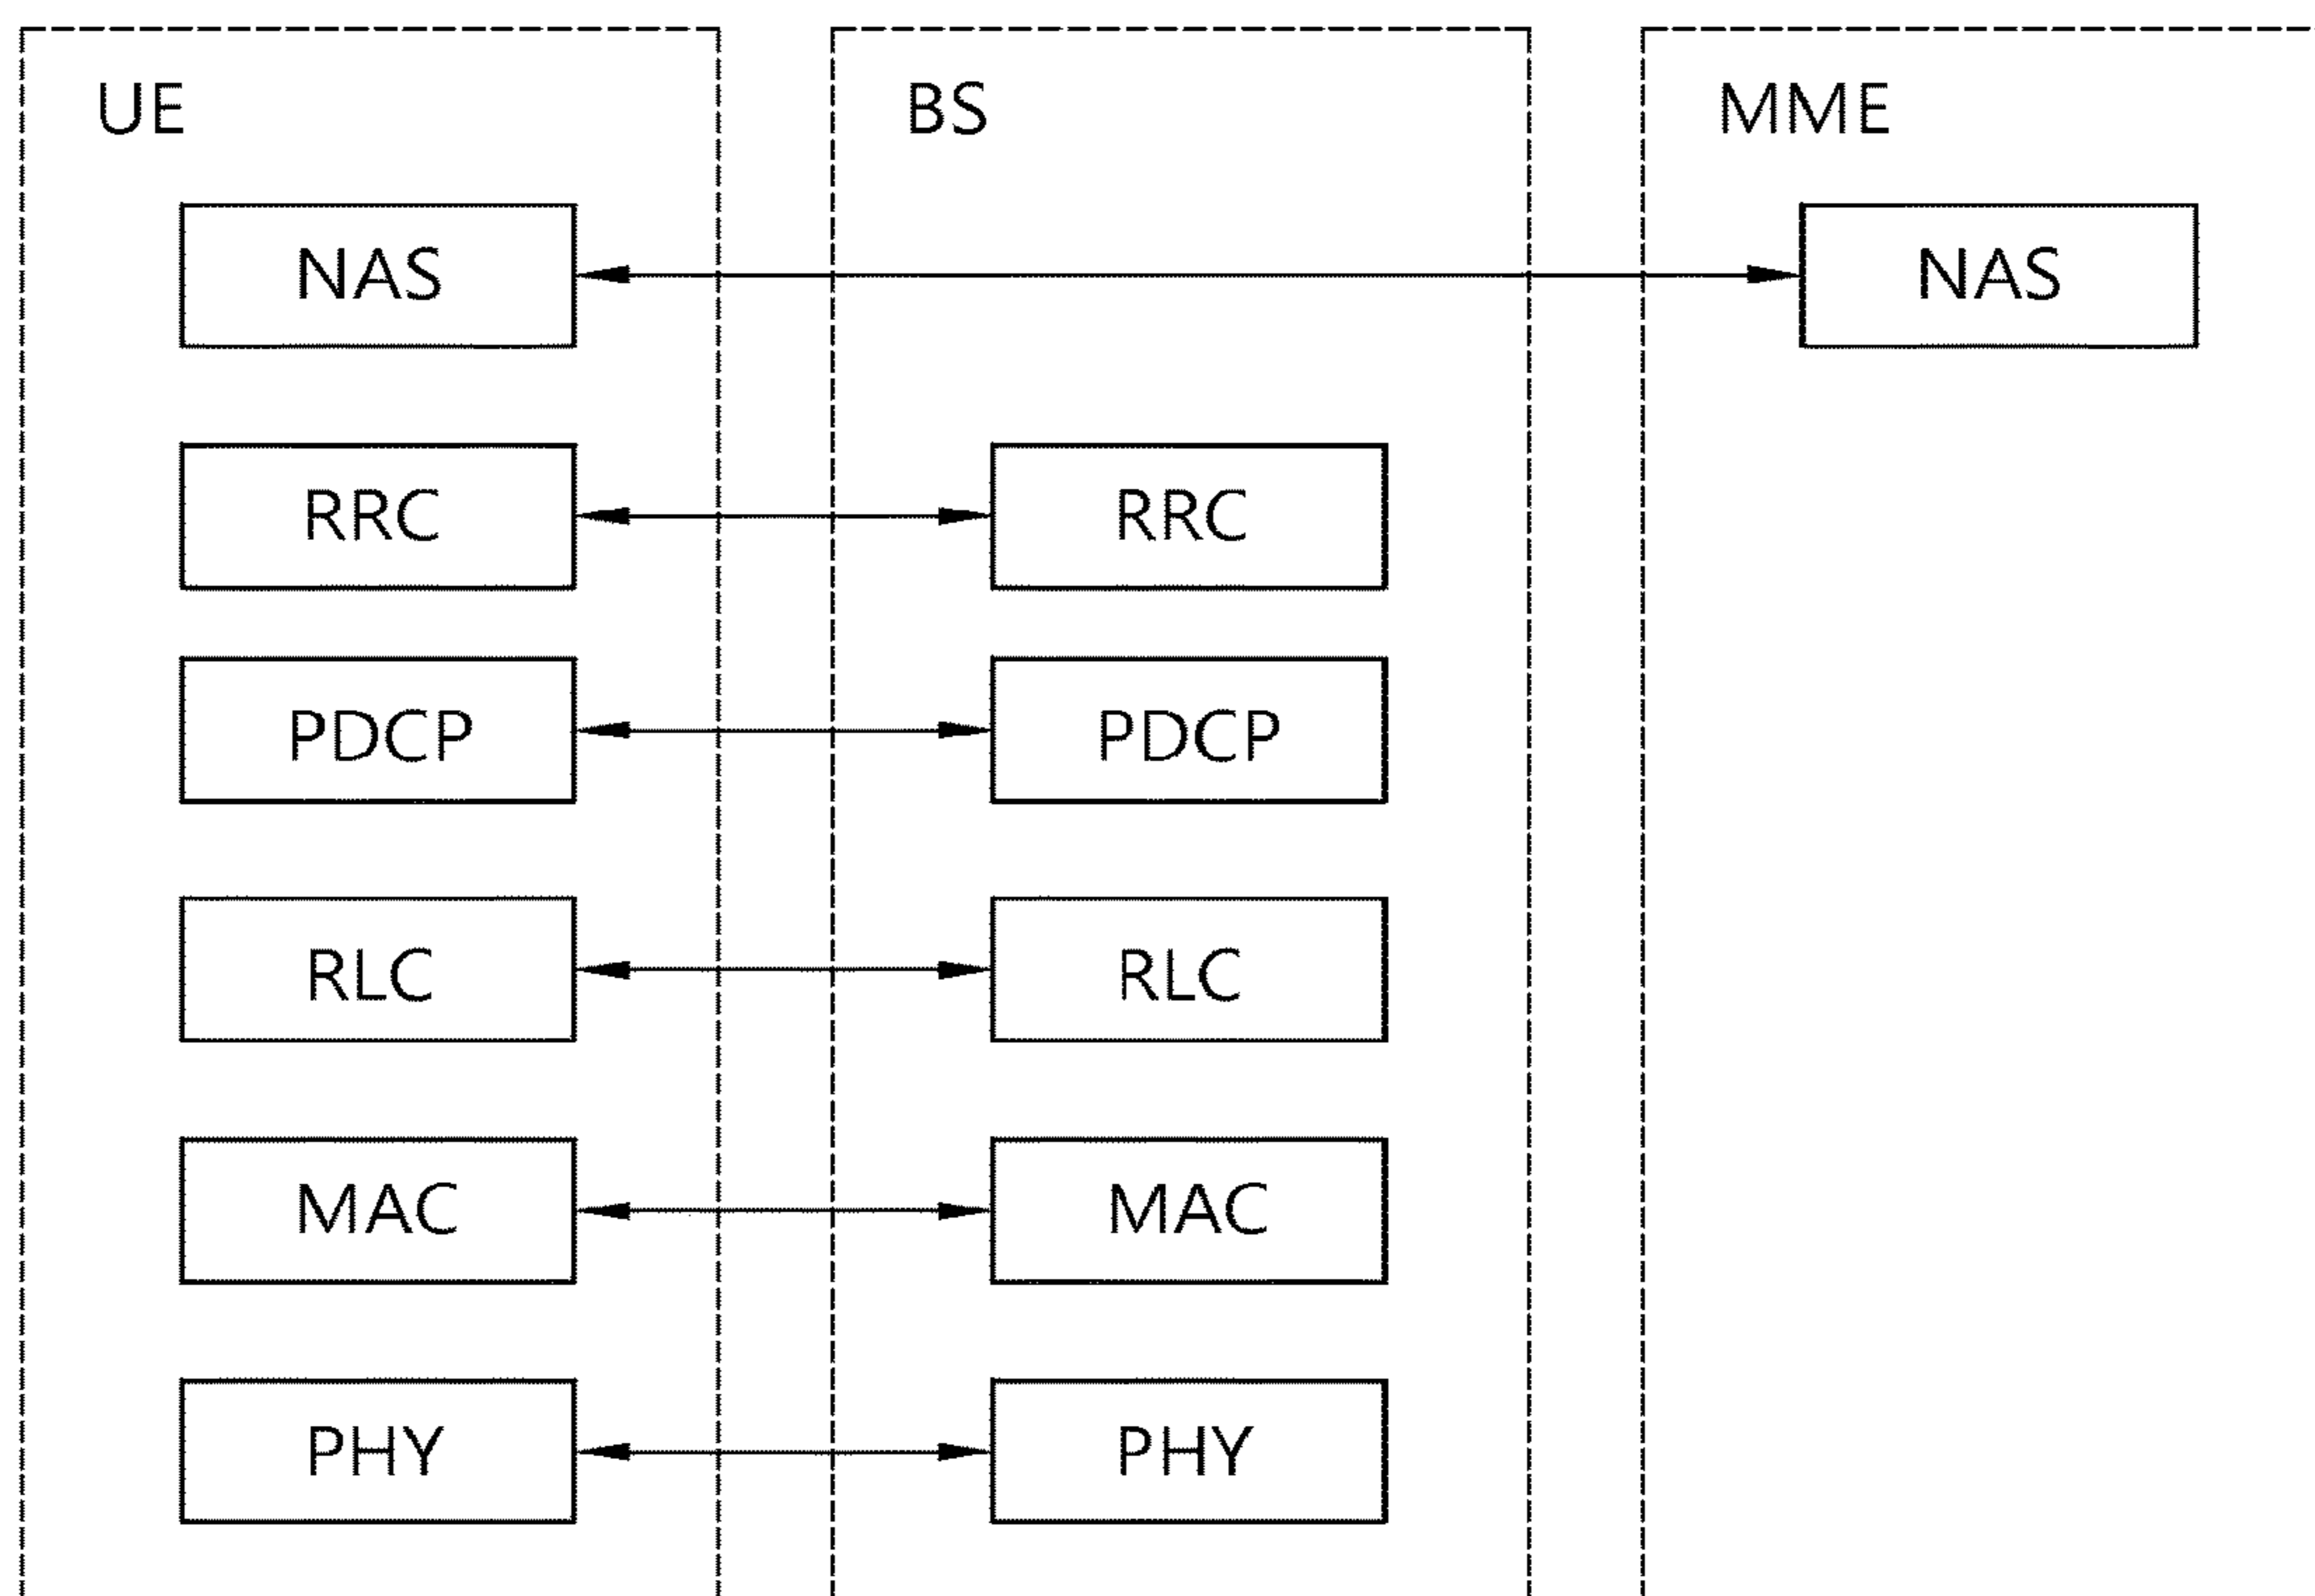 UE BS MME
NAS NAS
RRC RRC
PDCP PDCP
RLC RLC
MAC MAC
PHY PHY